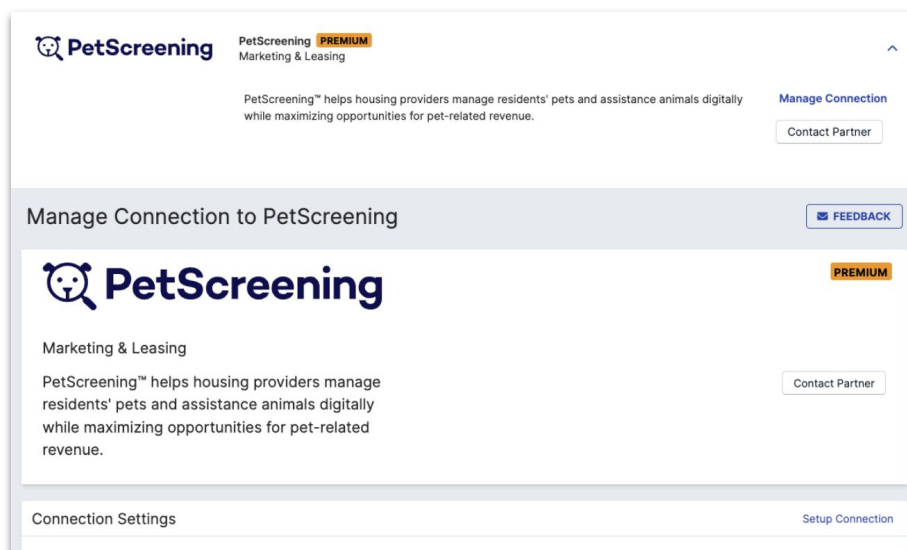 PetScreening
PetScreening PREMIUM
Marketing & Leasing
PetScreening™ helps housing providers manage residents' pets and assistance animals digitally
while maximizing opportunities for pet-related revenue.
Manage Connection
Contact Partner
Manage Connection to PetScreening
FEEDBACK
PetScreening
PREMIUM
Marketing & Leasing
PetScreening™ helps housing providers manage
residents' pets and assistance animals digitally
while maximizing opportunities for pet-related
revenue.
Contact Partner
Connection Settings
Setup Connection